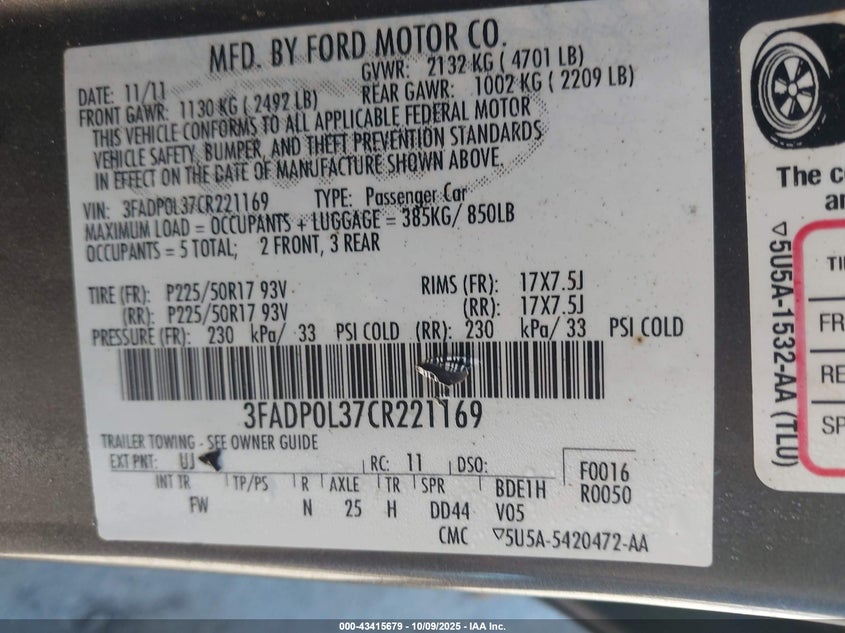 MFD. BY FORD MOTOR CO.
DATE: 11/11 GVWR: 2132 KG ( 4701 LB)
FRONT GAWR: 1130 KG ( 2492 LB) REAR GAWR: 1002 KG ( 2209 LB)
THIS VEHICLE CONFORMS TO ALL APPLICABLE FEDERAL MOTOR
VEHICLE SAFETY, BUMPER, AND THEFT PREVENTION STANDARDS
IN EFFECT ON THE DATE OF MANUFACTURE SHOWN ABOVE.
VIN: 3FADP0L37CR221169 TYPE: Passenger Car
MAXIMUM LOAD = OCCUPANTS + LUGGAGE = 385KG/ 850LB
OCCUPANTS = 5 TOTAL; 2 FRONT, 3 REAR
TIRE (FR): P225/50R17 93V RIMS (FR): 17X7.5J
(RR): P225/50R17 93V (RR): 17X7.5J
PRESSURE (FR): 230 kPa/ 33 PSI COLD (RR): 230 kPa/ 33 PSI COLD
3FADP0L37CR221169
TRAILER TOWING - SEE OWNER GUIDE
EXT PNT: UJ RC: 11 DSO: F0016
INT TR TP/PS R AXLE TR SPR BDE1H R0050
FW N 25 H DD44 V05
CMC ▽5U5A-5420472-AA
The
▽5U5A-1532-AA (TLU)
FR
RE
SP
000-43415679 - 10/09/2025 - IAA Inc.